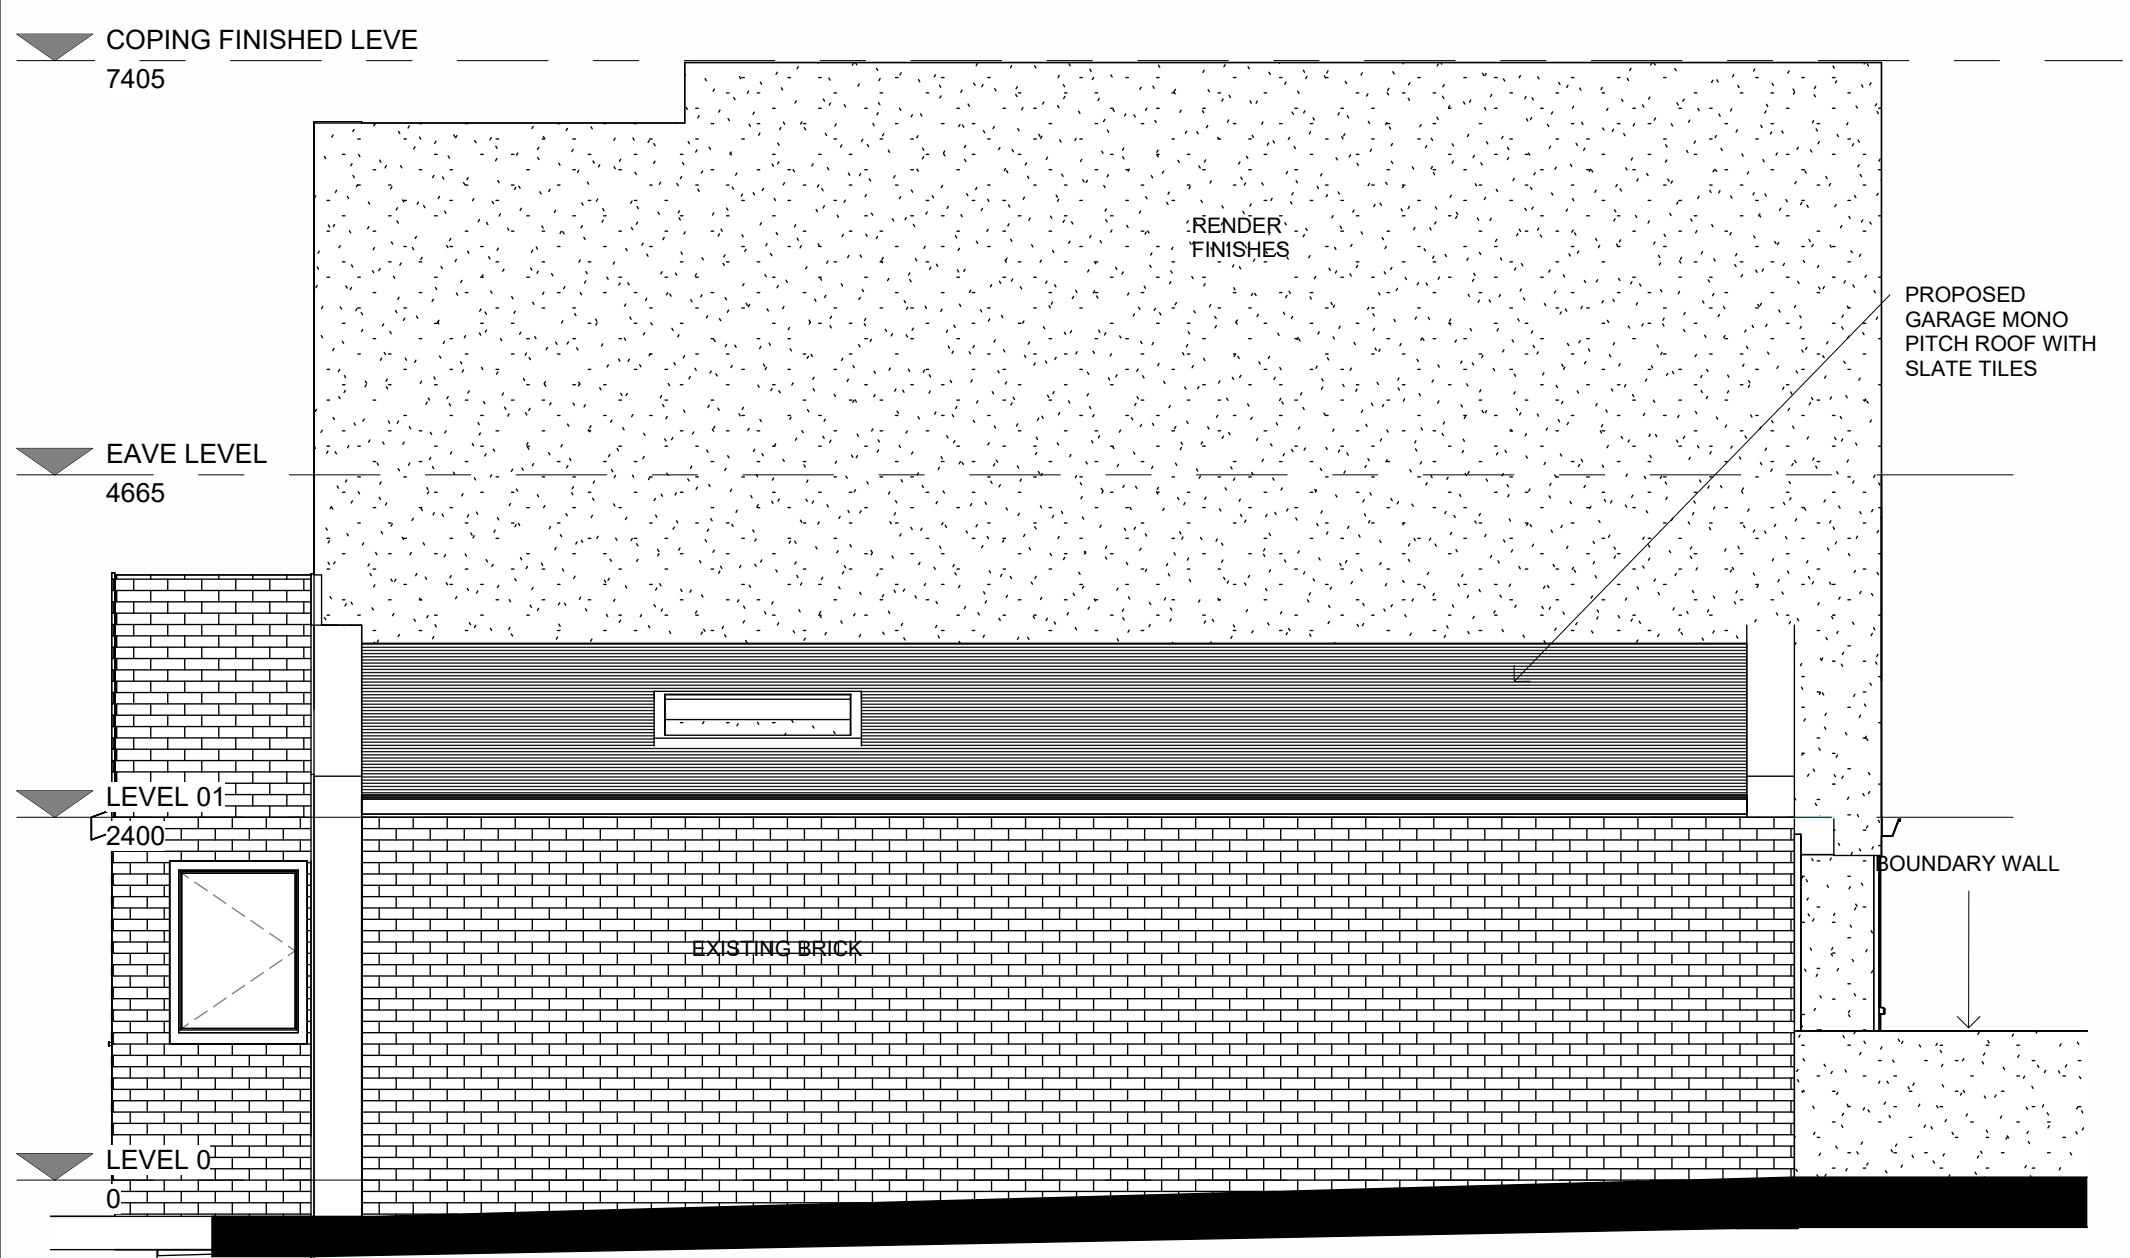 COPING FINISHED LEVE
7405
RENDER
FINISHES
PROPOSED
GARAGE MONO
PITCH ROOF WITH
SLATE TILES
EAVE LEVEL
4665
LEVEL 01
2400
BOUNDARY WALL
EXISTING BRICK
LEVEL 0
0